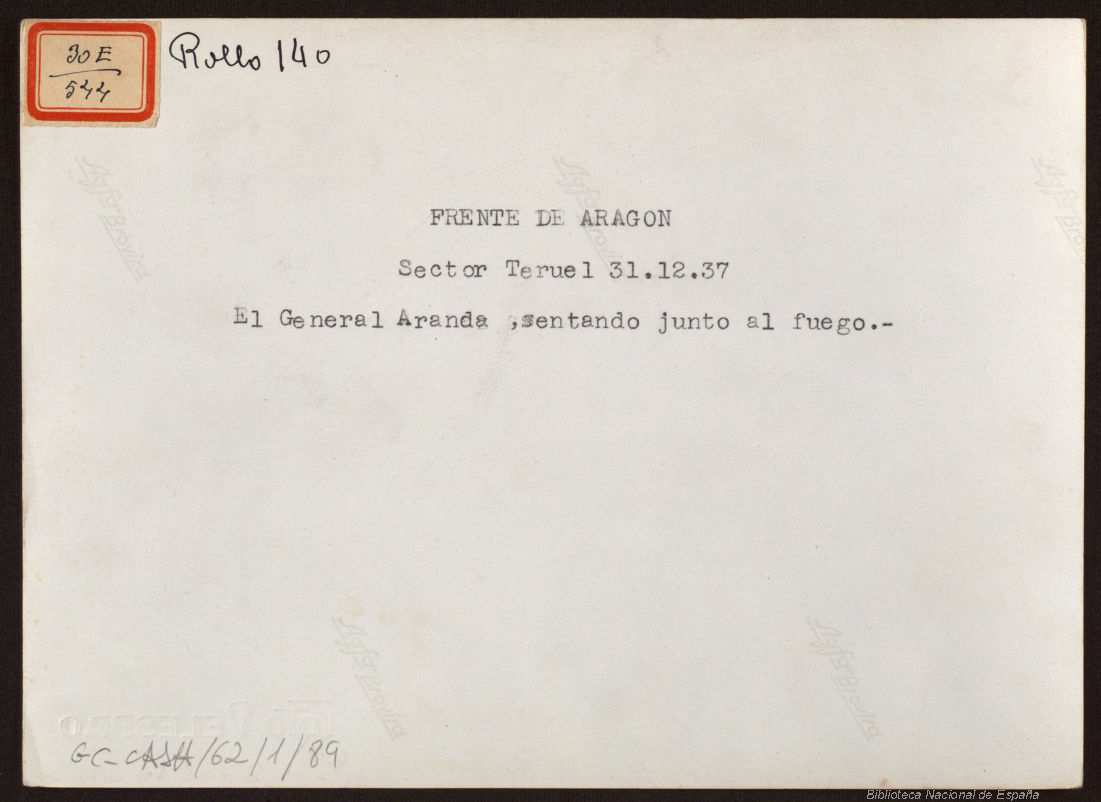 30E
544
Rollo 140
FRENTE DE ARAGON
Sector Teruel 31.12.37
El General Aranda ,sentando junto al fuego.-
GC-CAJA/62/1/89
Biblioteca Nacional de España